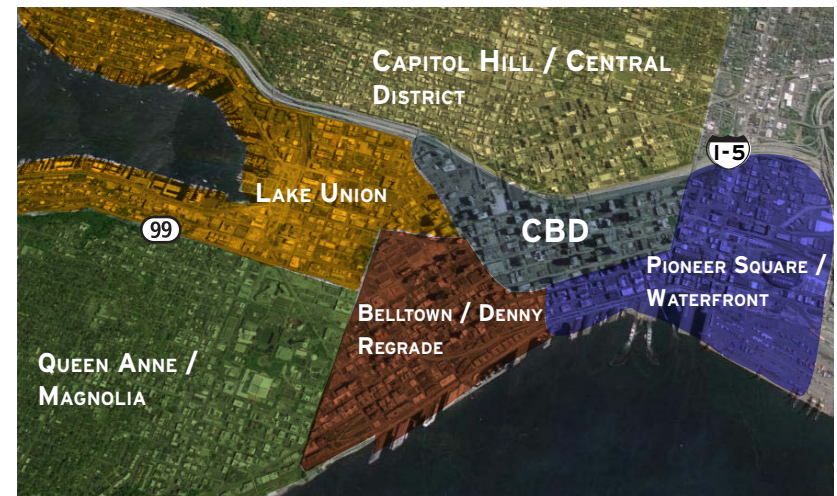 Capitol Hill / Central
District
I-5
Lake Union
99
CBD
Pioneer Square /
Waterfront
Belltown / Denny
Regrade
Queen Anne /
Magnolia